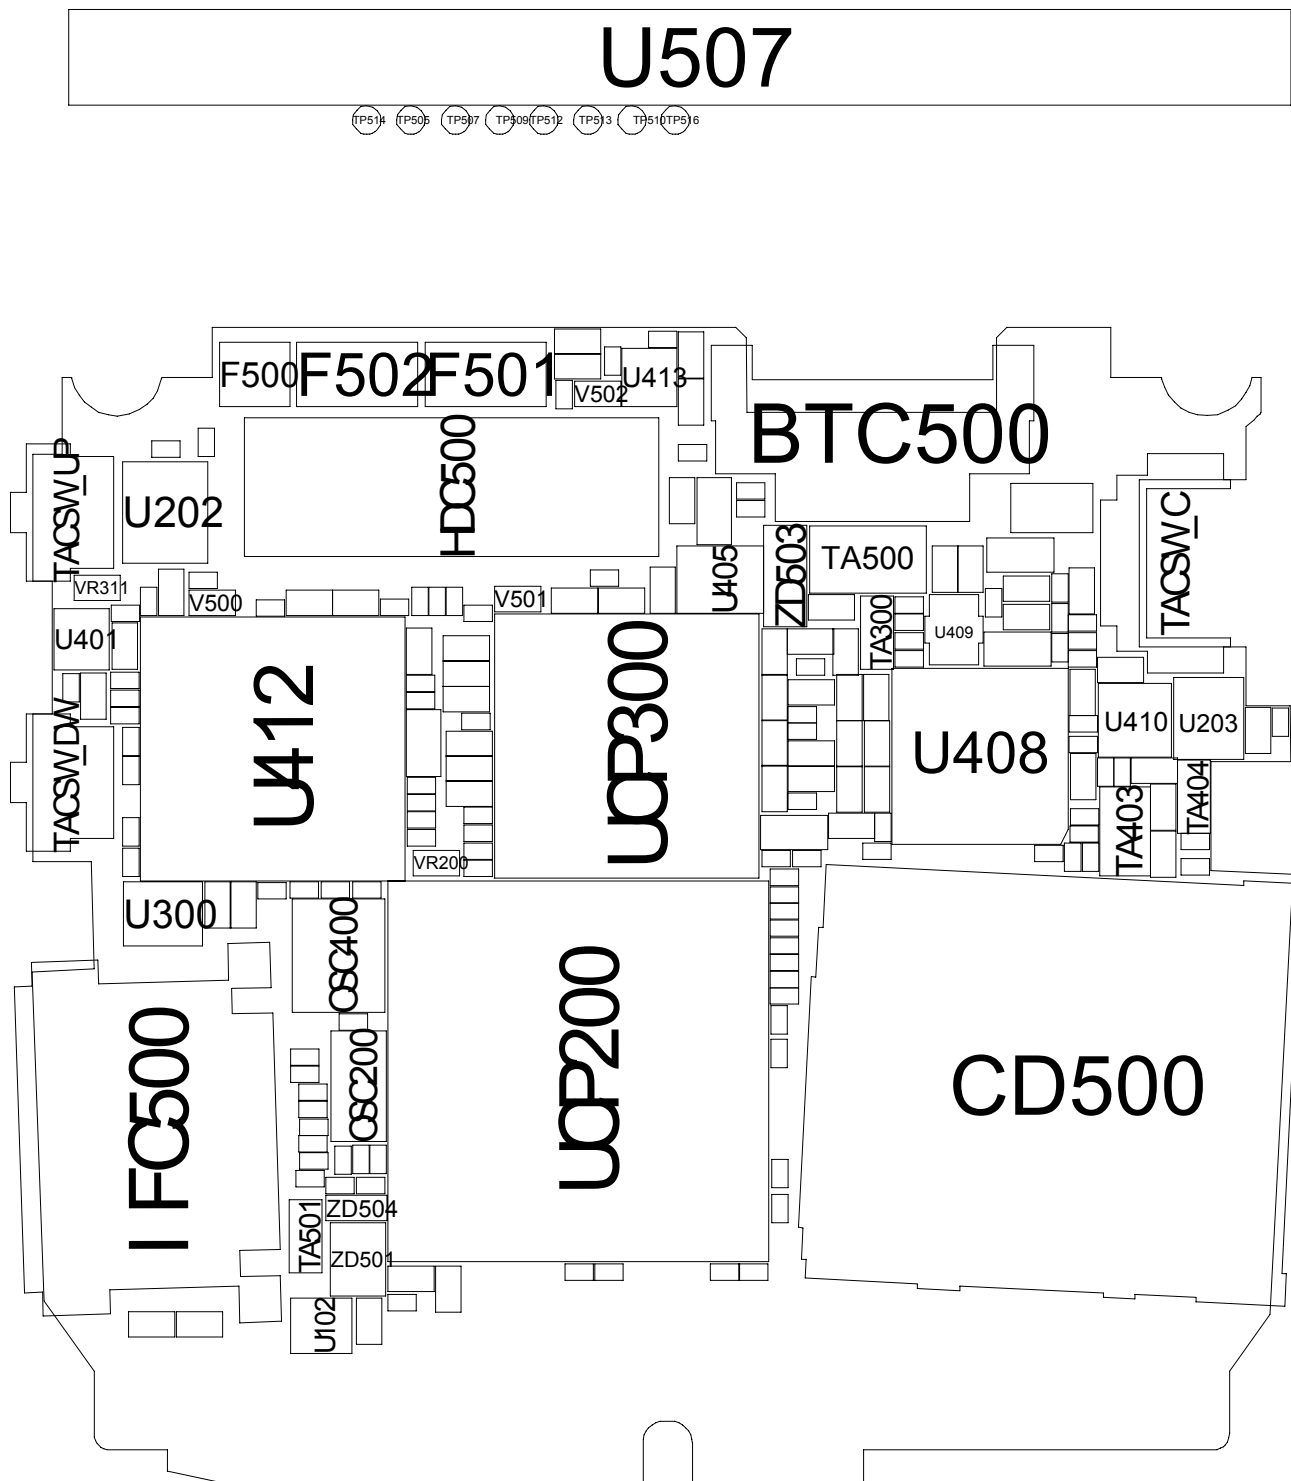 U507
TP514 TP505 TP507 TP509 TP512 TP513 TP510 TP516
F500 F502 F501 V502 U413
BTC500
TACSW_UP U202 HDC500 TACSW_C
U405 ZD503 TA500
VR311 V500 V501
U401 TA300 U409
U412 UCP300 U408 U410 U203
TACSW_DW TA403 TA404
VR200
U300 OSC400
IFC500 OSC200 UCP200 CD500
TA501 ZD504
ZD501
U102